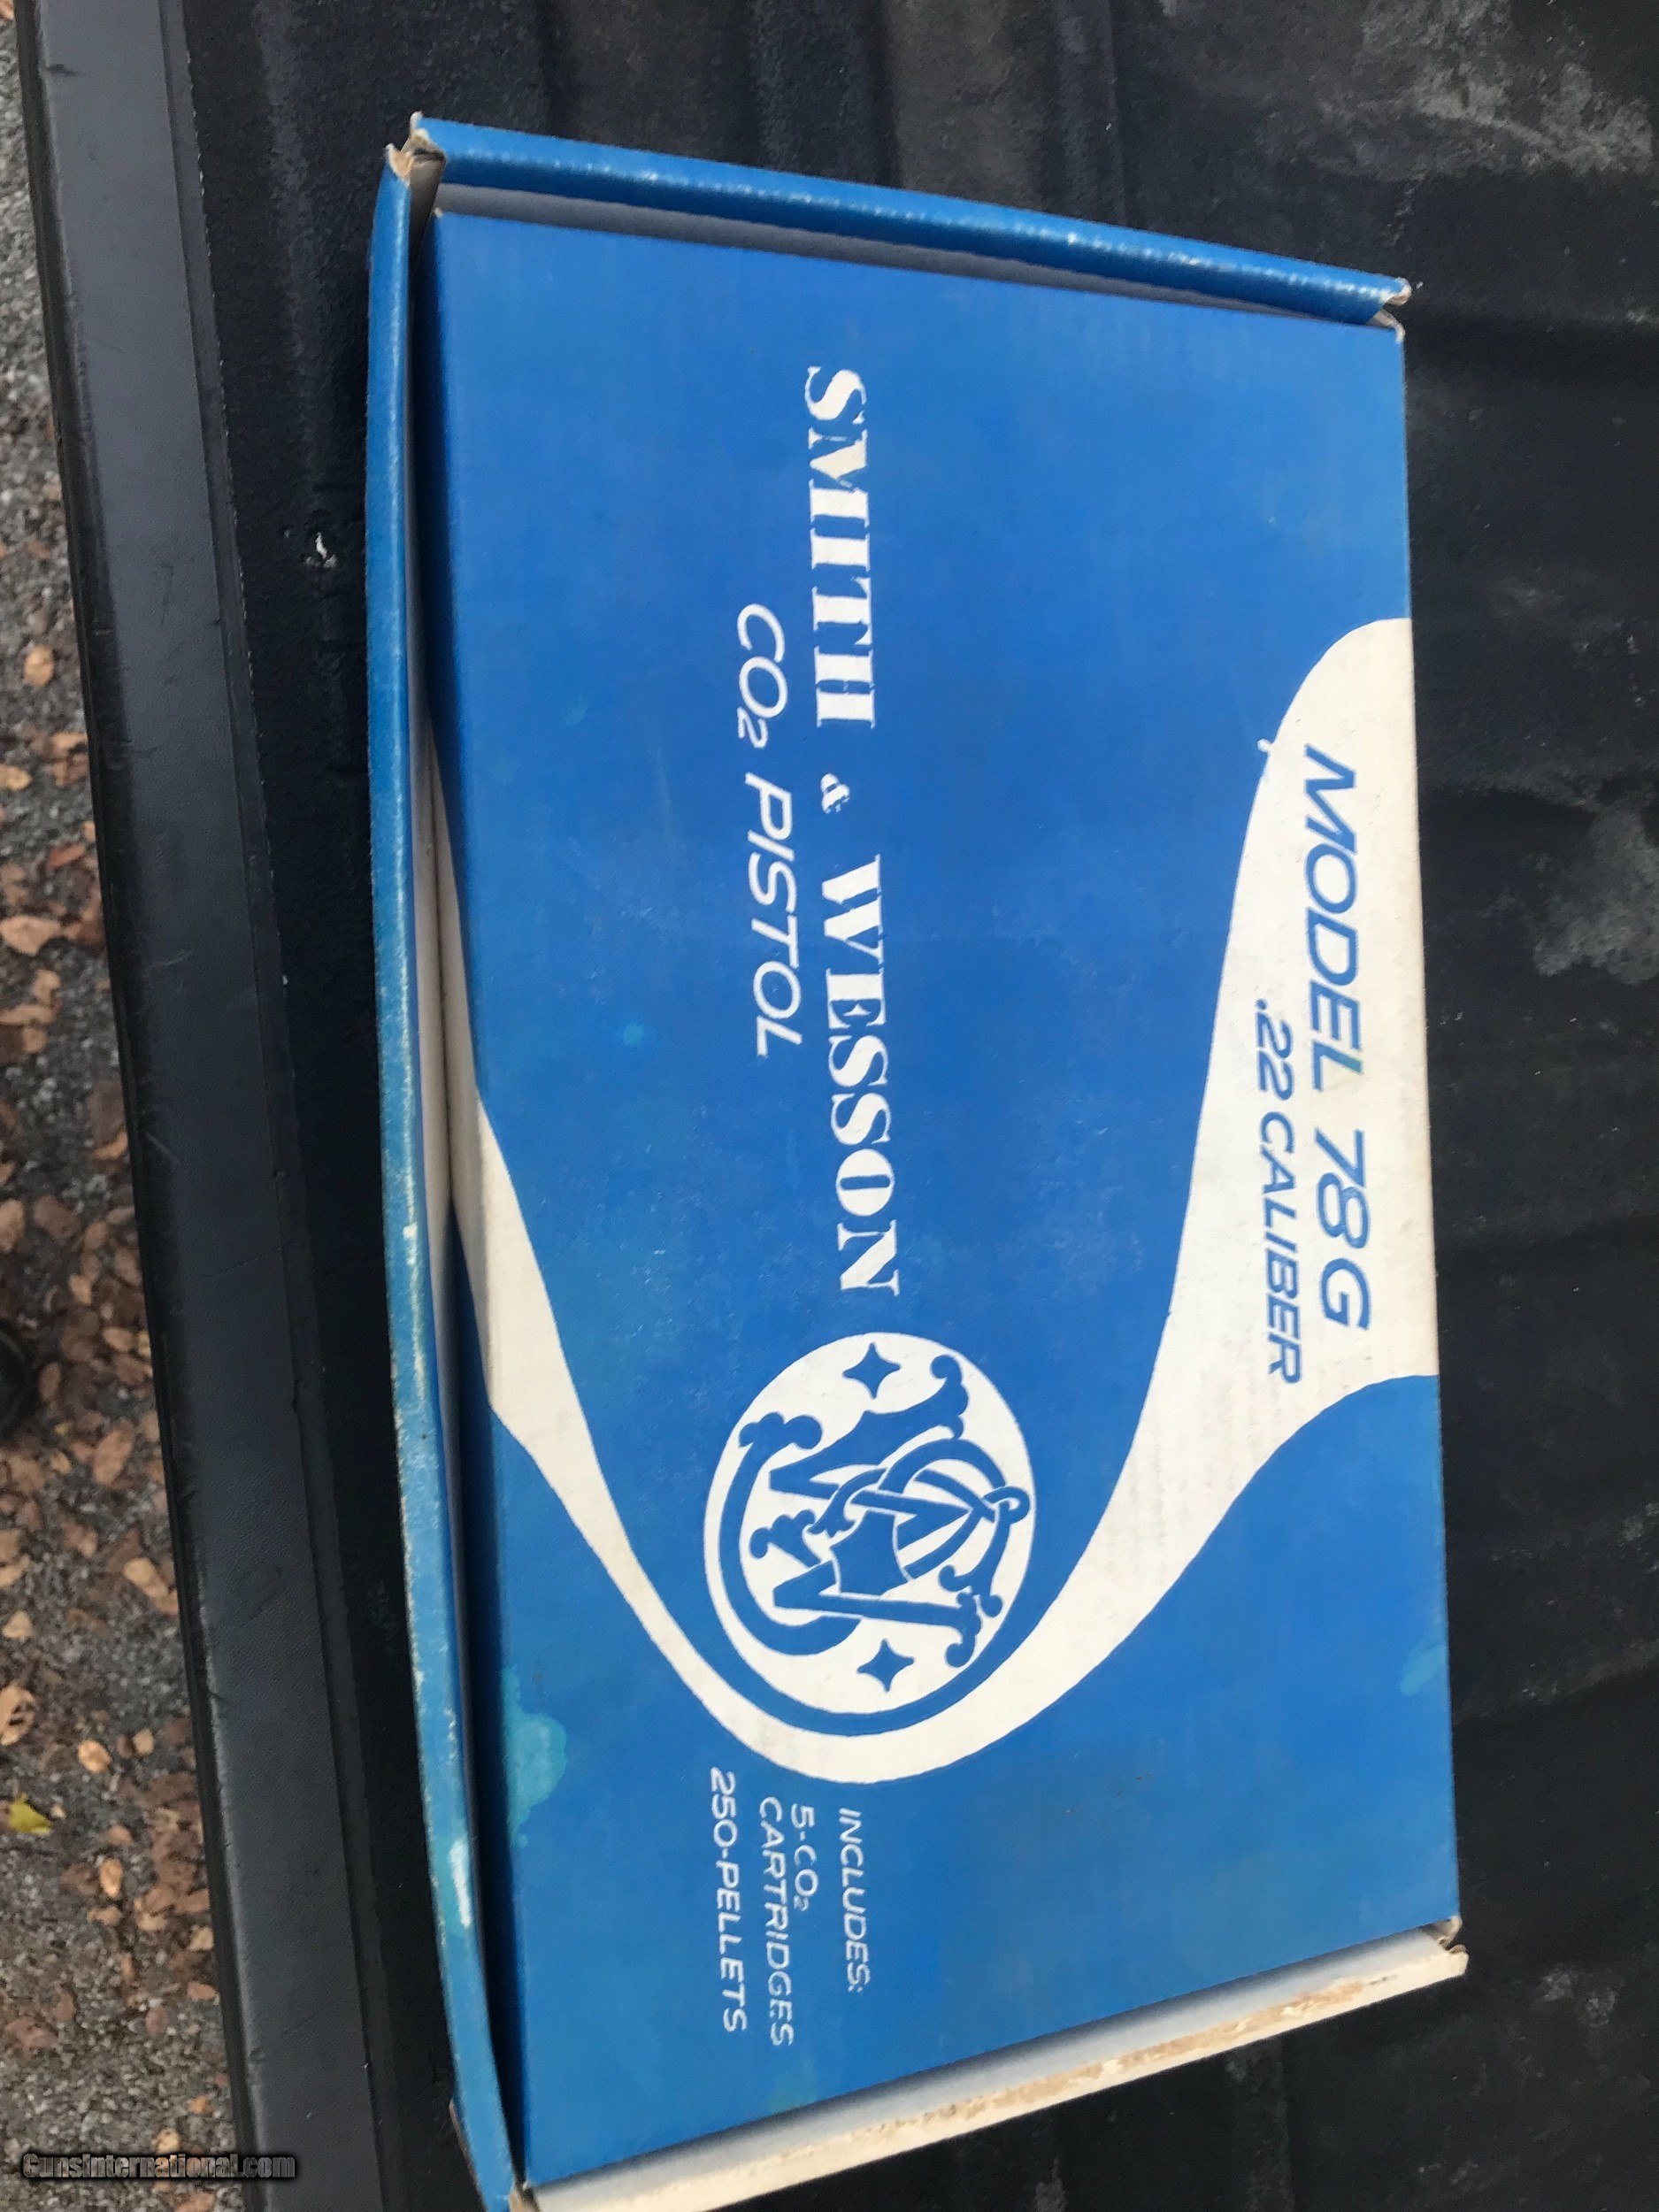 MODEL 78G
.22 CALIBER
SMITH & WESSON
CO₂ PISTOL
INCLUDES:
5-CO₂
CARTRIDGES
250-PELLETS
GunsInternational.com